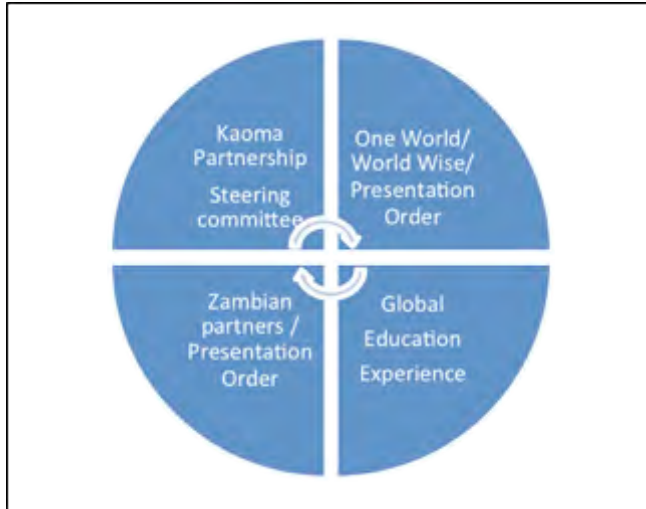 Kaoma
Partnership
Steering
committee
One World/
World Wise/
Presentation
Order
Zambian
partners /
Presentation
Order
Global
Education
Experience